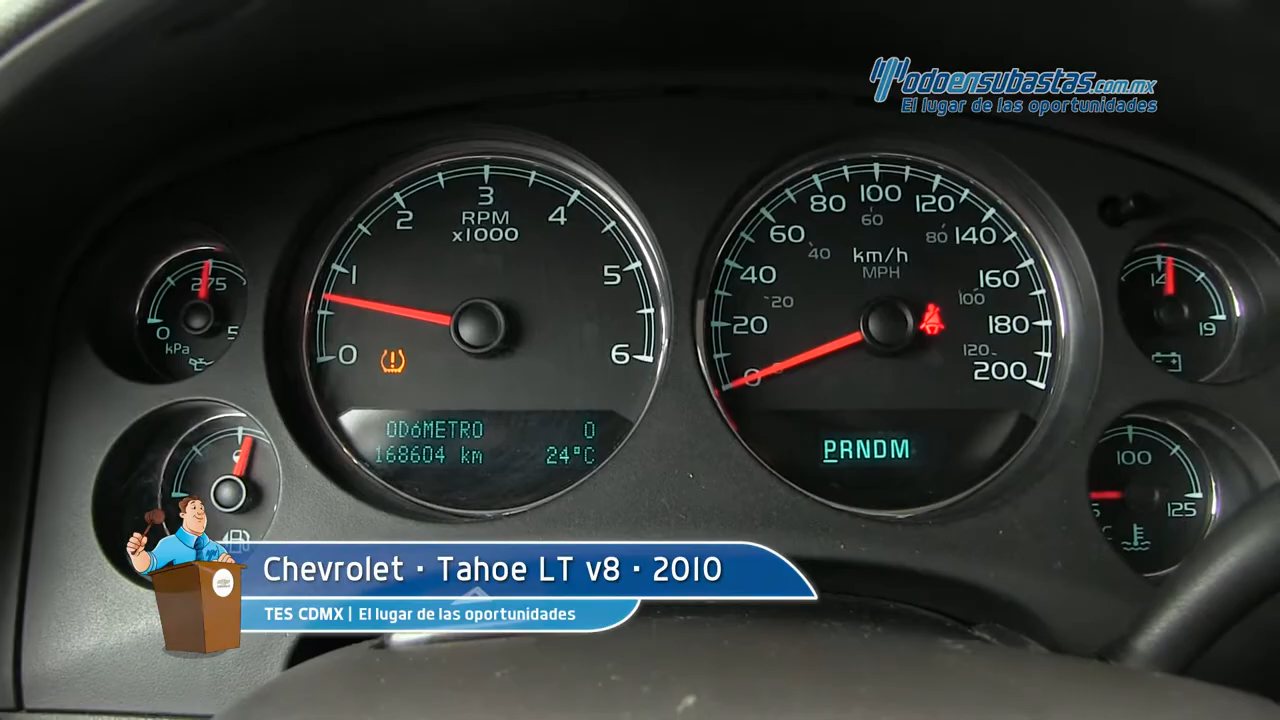 Modoensubastas.com.mx
El lugar de las oportunidades
3
2
4
RPM
x1000
1
5
0
6
ODóMETRO 0
168604 km 24°C
100
80
120
60
60
140
40
80
km/h
MPH
40
160
20
100
20
180
120
0
200
PRNDM
275
0
kPa
14
19
100
125
Chevrolet · Tahoe LT v8 · 2010
TES CDMX | El lugar de las oportunidades